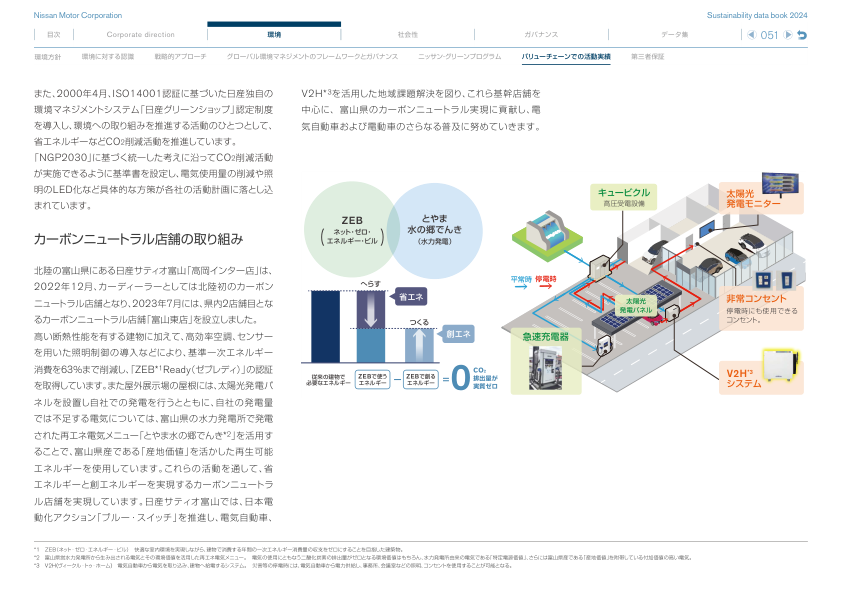 Nissan Motor Corporation
Sustainability data book 2024
目次
Corporate direction
環境
社会性
ガバナンス
データ集
051
環境方針
環境に対する認識
戦略的アプローチ
グローバル環境マネジメントのフレームワークとガバナンス
ニッサン・グリーンプログラム
バリューチェーンでの活動実績
第三者保証
また、2000年4月、ISO14001認証に基づいた日産独自の
環境マネジメントシステム「日産グリーンショップ」認定制度
を導入し、環境への取り組みを推進する活動のひとつとして、
省エネルギーなどCO2削減活動を推進しています。
「NGP2030」に基づく統一した考えに沿ってCO2削減活動
が実施できるように基準書を設定し、電気使用量の削減や照
明のLED化など具体的な方策が各社の活動計画に落とし込
まれています。
カーボンニュートラル店舗の取り組み
北陸の富山県にある日産サティオ富山「高岡インター店」は、
2022年12月、カーディーラーとしては北陸初のカーボン
ニュートラル店舗となり、2023年7月には、県内2店舗目とな
るカーボンニュートラル店舗「富山東店」を設立しました。
高い断熱性能を有する建物に加えて、高効率空調、センサー
を用いた照明制御の導入などにより、基準一次エネルギー
消費を63%まで削減し、「ZEB*1Ready（ゼブレディ）」の認証
を取得しています。また屋外展示場の屋根には、太陽光発電パ
ネルを設置し自社での発電を行うとともに、自社の発電量
では不足する電気については、富山県の水力発電所で発電
された再エネ電気メニュー「とやま水の郷でんき*2」を活用す
ることで、富山県産である「産地価値」を活かした再生可能
エネルギーを使用しています。これらの活動を通して、省
エネルギーと創エネルギーを実現するカーボンニュートラ
ル店舗を実現しています。日産サティオ富山では、日本電
動化アクション「ブルー・スイッチ」を推進し、電気自動車、
V2H*3を活用した地域課題解決を図り、これら基幹店舗を
中心に、富山県のカーボンニュートラル実現に貢献し、電
気自動車および電動車のさらなる普及に努めていきます。
ZEB
(ネット・ゼロ・
エネルギー・ビル)
とやま
水の郷でんき
(水力発電)
へらす
省エネ
つくる
創エネ
従来の建物で
必要なエネルギー
ZEBで使う
エネルギー
−
ZEBで創る
エネルギー
=0
CO2
排出量が
実質ゼロ
キュービクル
高圧受電設備
太陽光
発電モニター
平常時
停電時
太陽光
発電パネル
非常コンセント
停電時にも使用できる
コンセント。
急速充電器
V2H*3
システム
*1 ZEB（ネット・ゼロ・エネルギー・ビル） 快適な室内環境を実現しながら、建物で消費する年間の一次エネルギー消費量の収支をゼロにすることを目指した建築物。
*2 富山県営水力発電所から生み出される電気とその環境価値を活用した再エネ電気メニュー。 電気の使用にともなう二酸化炭素の排出量がゼロとなる環境価値はもちろん、水力発電所由来の電気である「特定電源価値」、さらには富山県産である「産地価値」を附帯している付加価値の高い電気。
*3 V2H（ヴィークル・トゥ・ホーム） 電気自動車から電気を取り込み、建物へ給電するシステム。 災害等の停電時には、電気自動車から電力供給し、事務所、会議室などの照明、コンセントを使用することが可能となる。